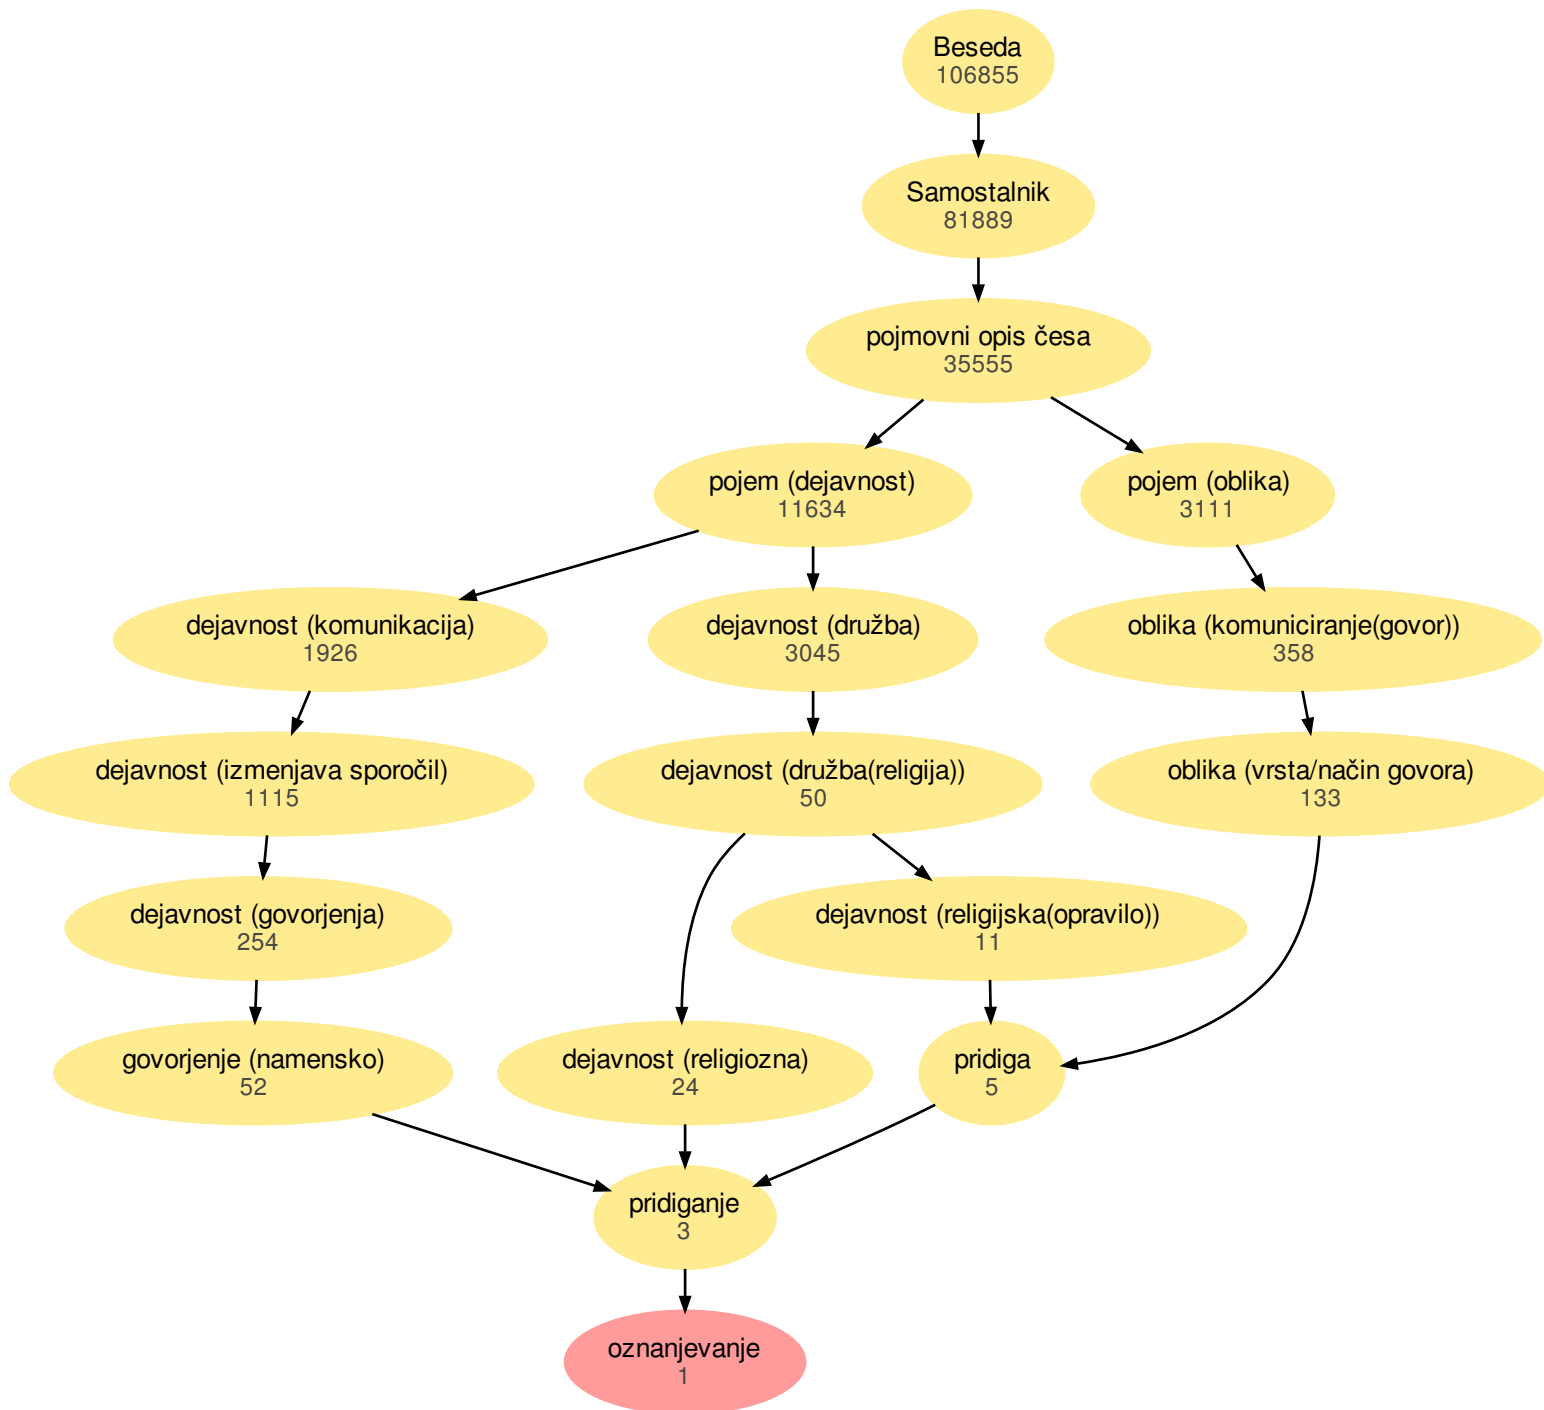 Beseda
106855
Samostalnik
81889
pojmovni opis česa
35555
pojem (dejavnost)
11634
pojem (oblika)
3111
dejavnost (komunikacija)
1926
dejavnost (družba)
3045
oblika (komuniciranje(govor))
358
dejavnost (izmenjava sporočil)
1115
dejavnost (družba(religija))
50
oblika (vrsta/način govora)
133
dejavnost (govorjenja)
254
dejavnost (religijska(opravilo))
11
govorjenje (namensko)
52
dejavnost (religiozna)
24
pridiga
5
pridiganje
3
oznanjevanje
1